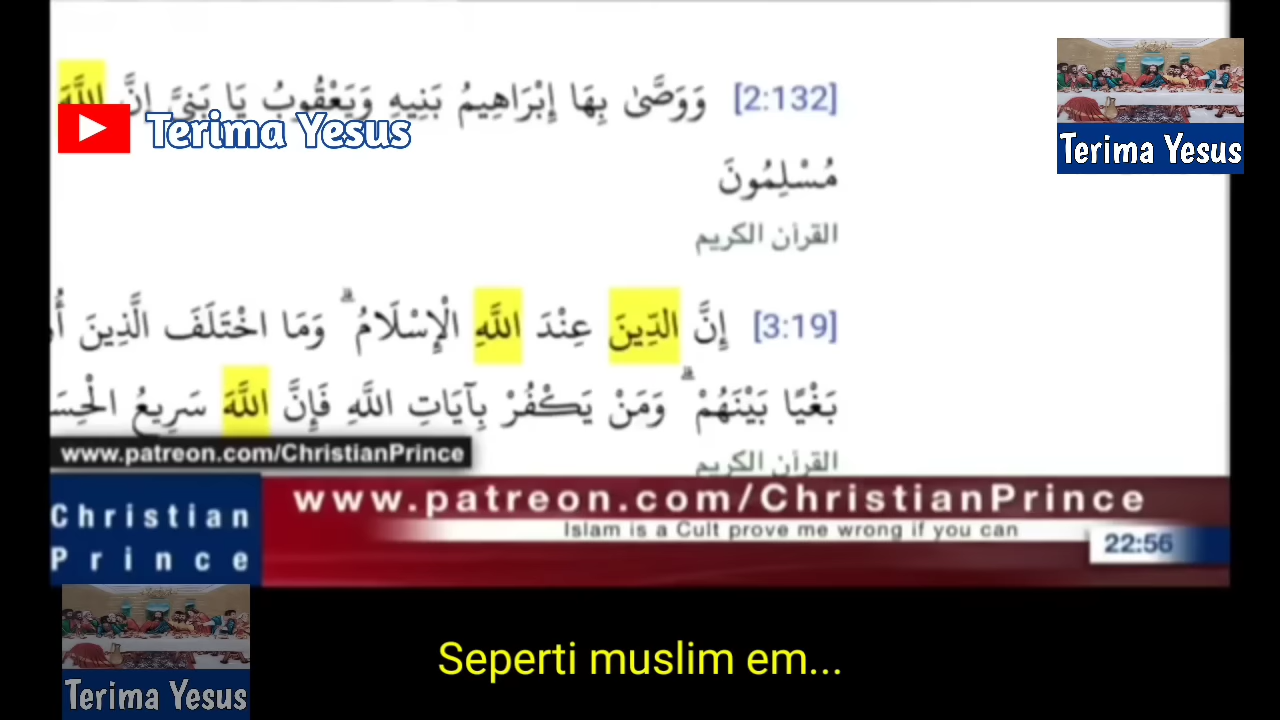 [2:132] وَوَصَّىٰ بِهَا إِبْرَاهِيمُ بَنِيهِ وَيَعْقُوبُ يَا بَنِيَّ إِنَّ اللَّهَ
Terima Yesus
Terima Yesus
مُسْلِمُونَ
القرآن الكريم
[3:19] إِنَّ الدِّينَ عِنْدَ اللَّهِ الْإِسْلَامُ ۗ وَمَا اخْتَلَفَ الَّذِينَ
بَغْيًا بَيْنَهُمْ ۗ وَمَنْ يَكْفُرْ بِآيَاتِ اللَّهِ فَإِنَّ اللَّهَ سَرِيعُ
www.patreon.com/ChristianPrince
القرآن الكريم
www.patreon.com/ChristianPrince
Christian
Prince
Islam is a Cult prove me wrong if you can
22:56
Seperti muslim em...
Terima Yesus